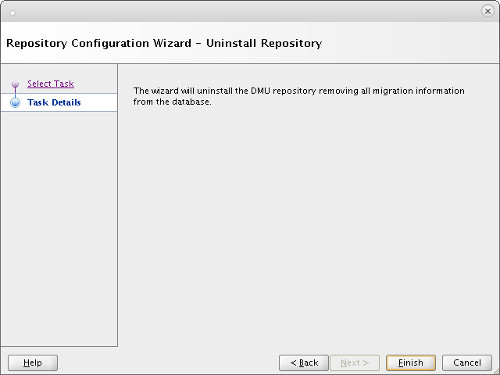 Repository Configuration Wizard - Uninstall Repository
Select Task
Task Details
The wizard will uninstall the DMU repository removing all migration information
from the database.
Help
< Back
Next >
Finish
Cancel